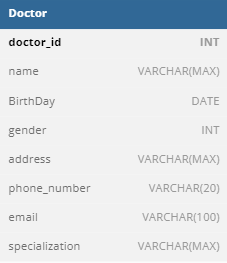 Doctor
doctor_id INT
name VARCHAR(MAX)
BirthDay DATE
gender INT
address VARCHAR(MAX)
phone_number VARCHAR(20)
email VARCHAR(100)
specialization VARCHAR(MAX)